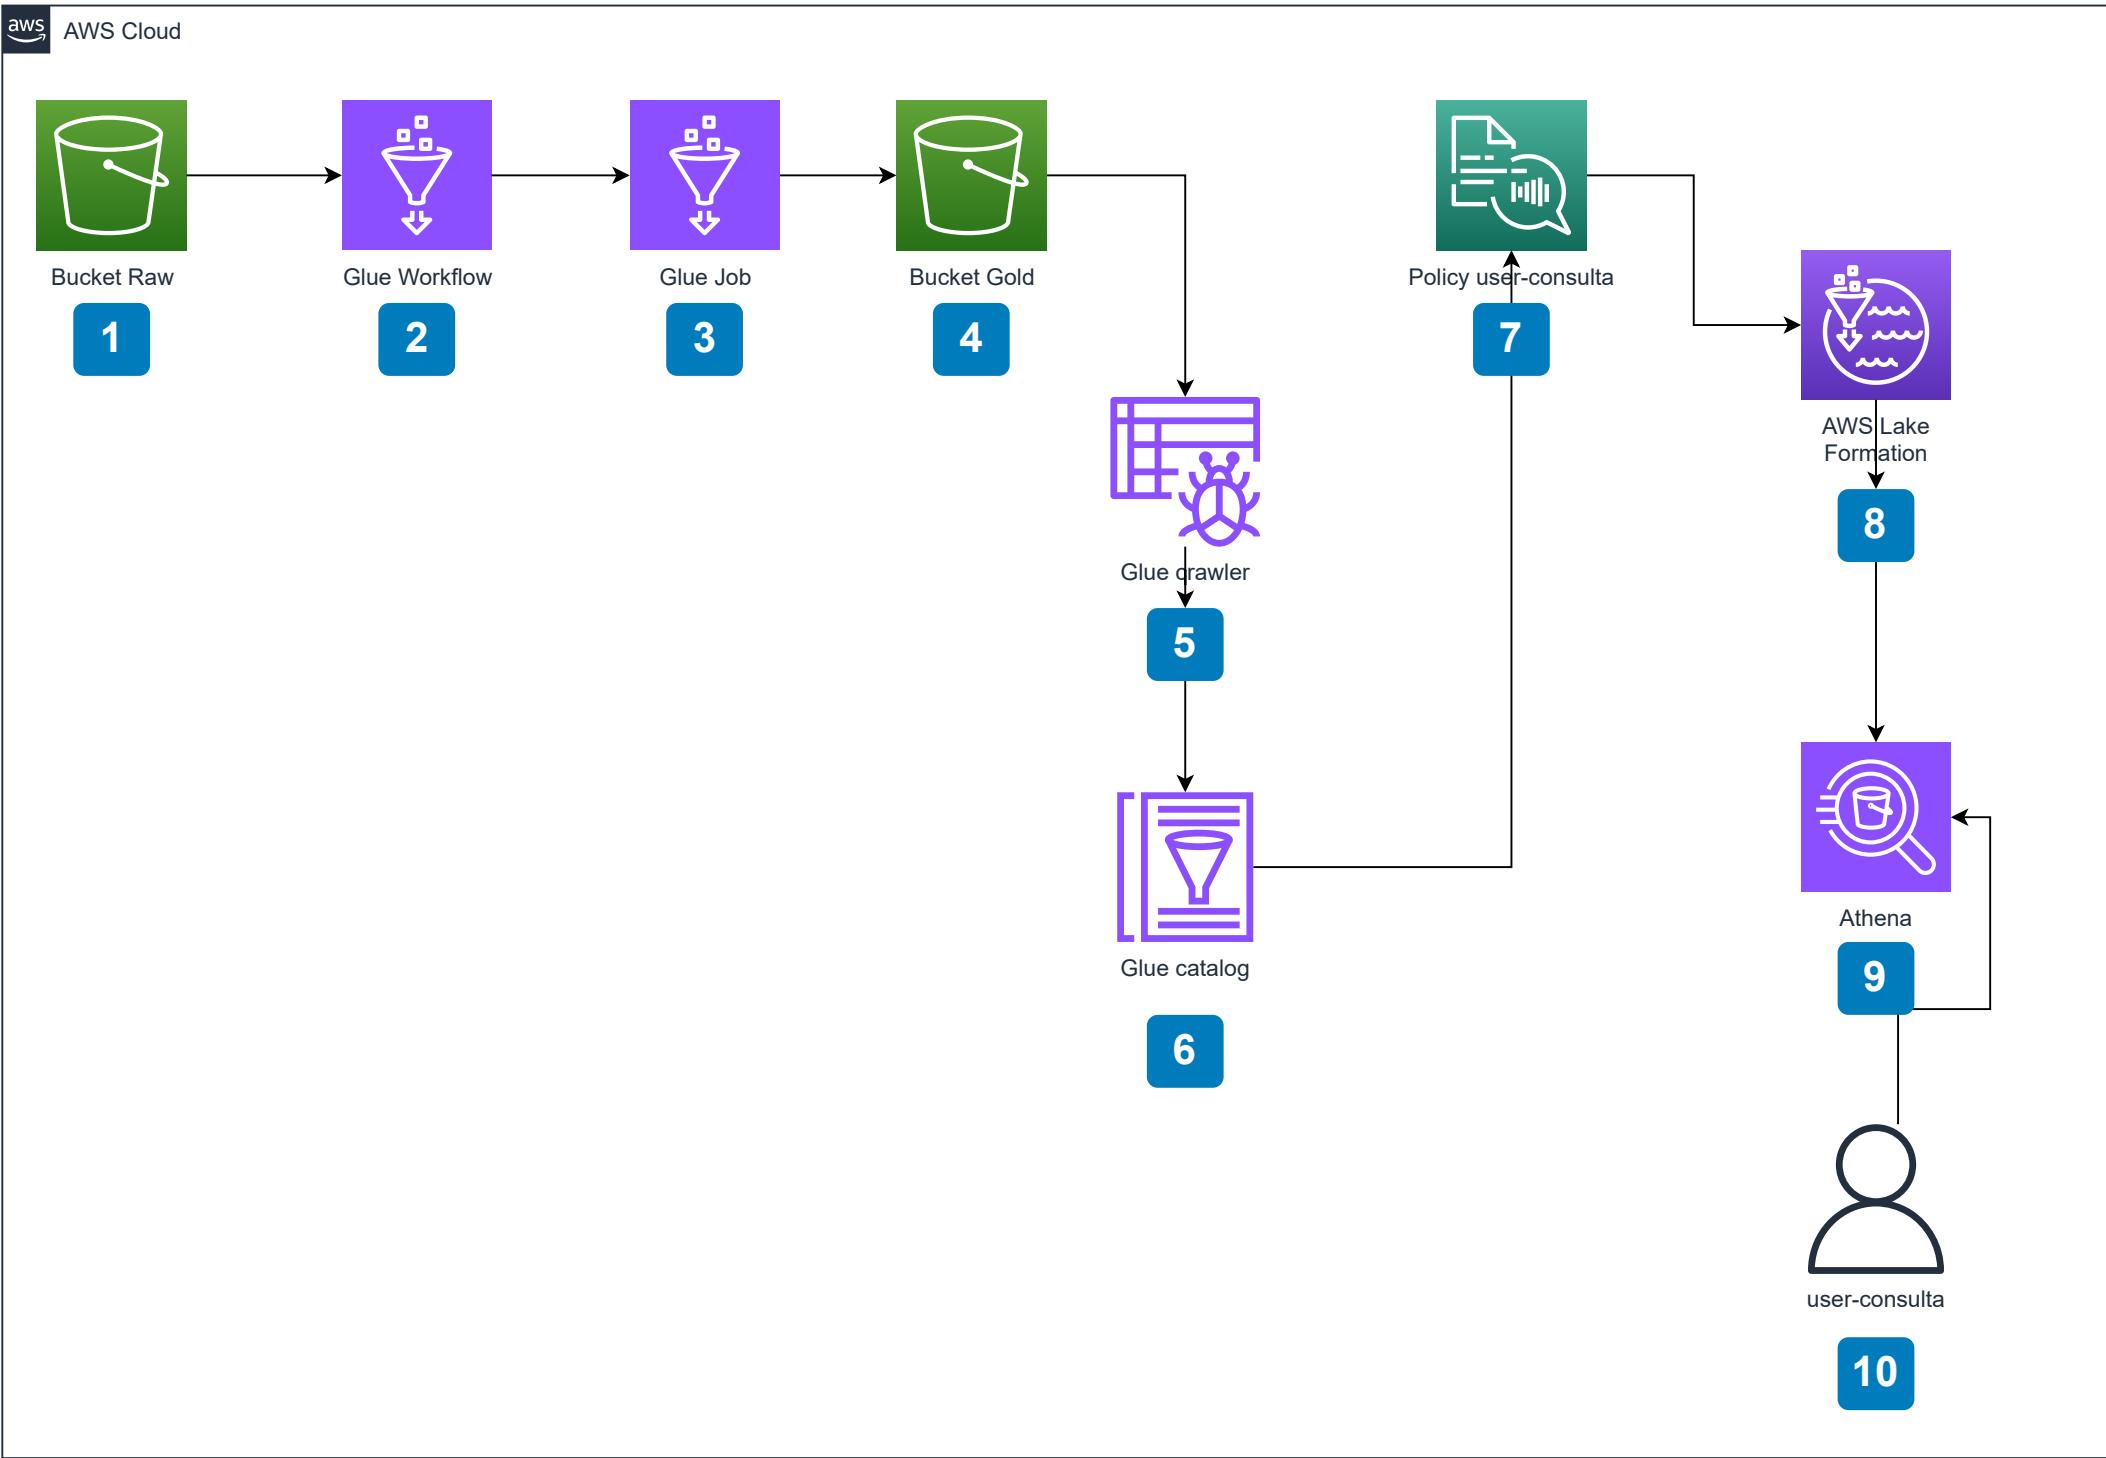 aws
AWS Cloud
Bucket Raw
1
Glue Workflow
2
Glue Job
3
Bucket Gold
4
Glue crawler
5
Glue catalog
6
Policy user-consulta
7
AWS Lake
Formation
8
Athena
9
user-consulta
10